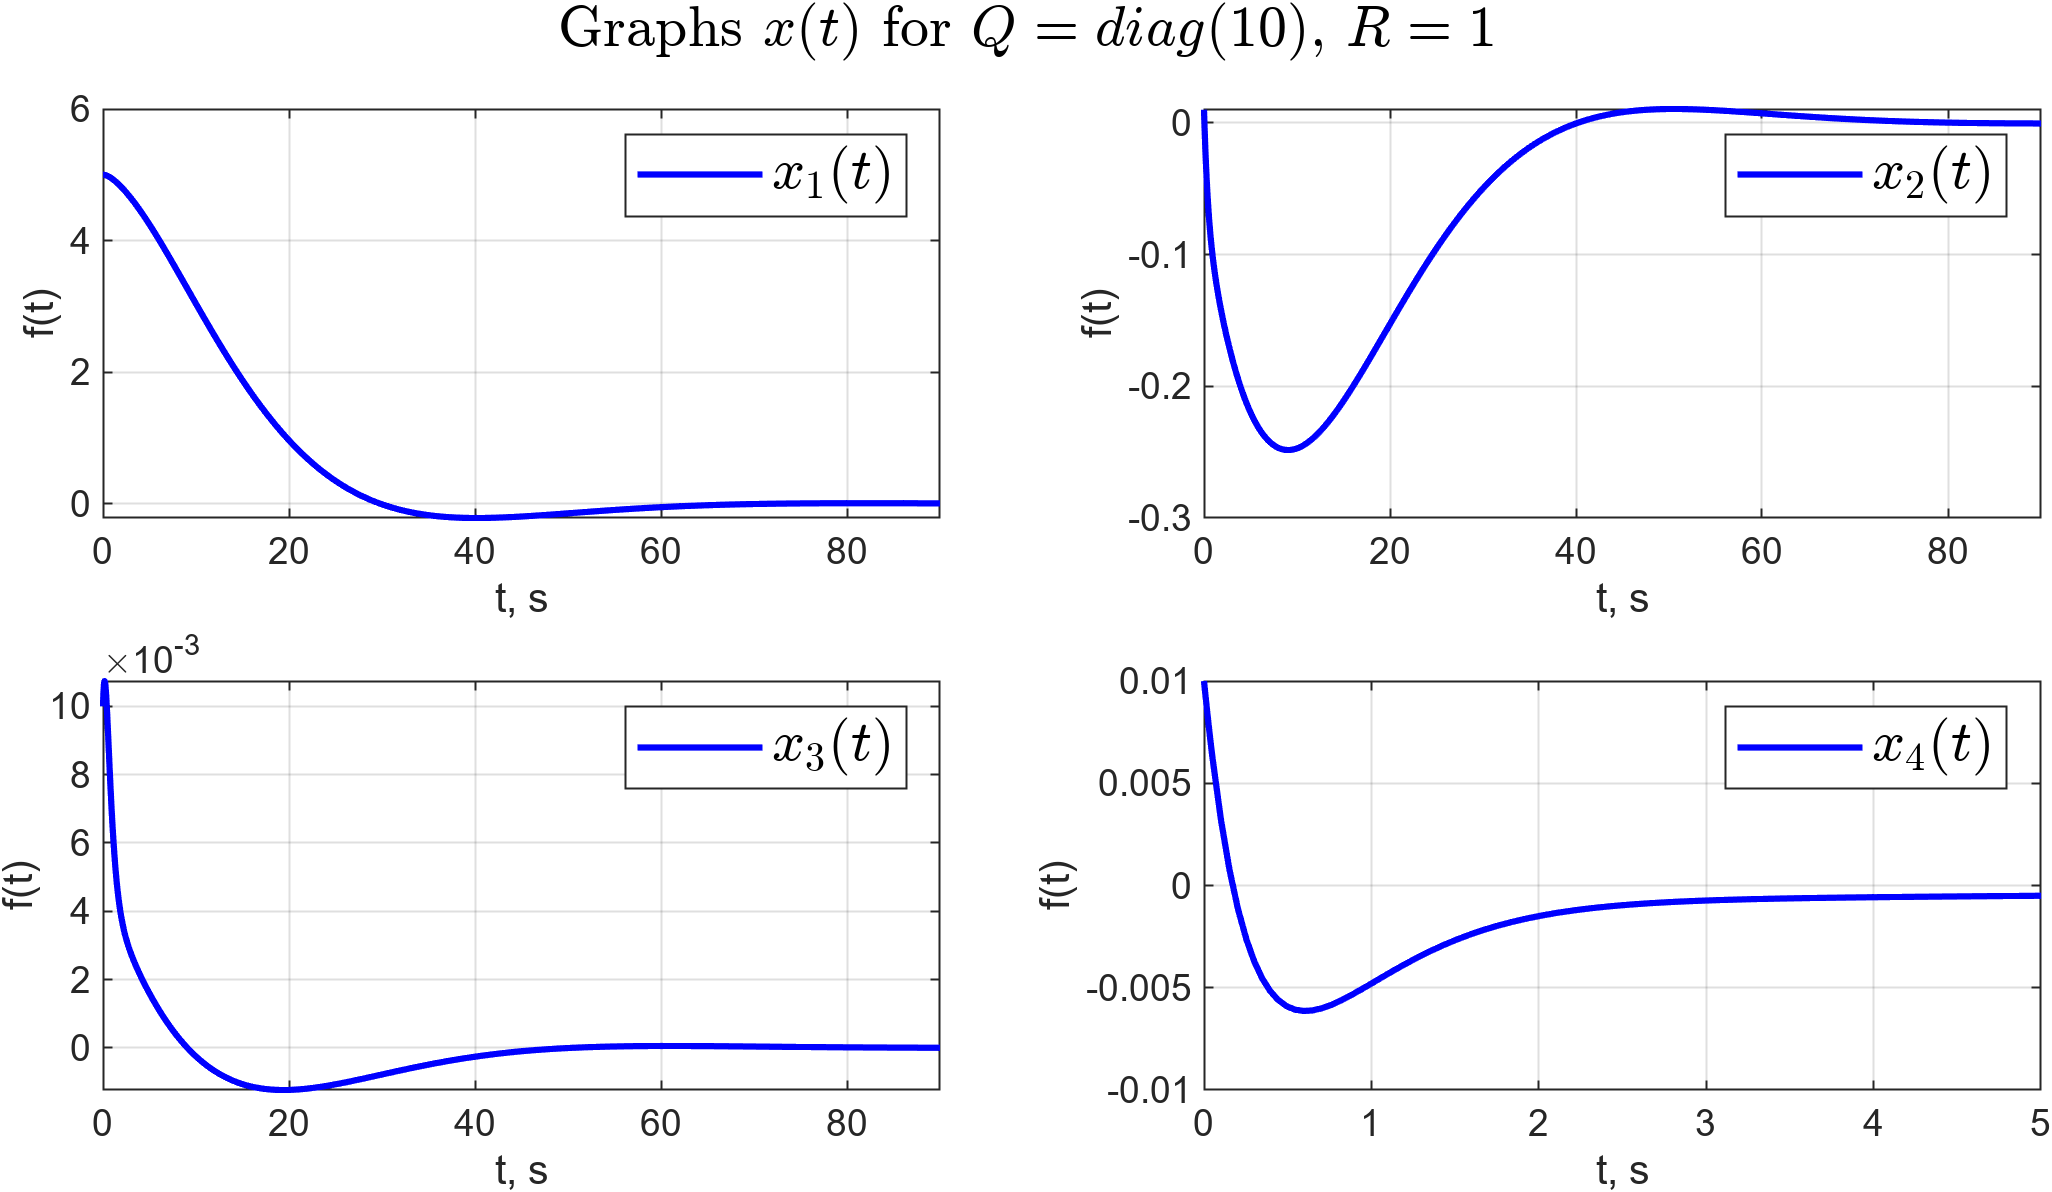 Graphs x(t) for Q = diag(10), R = 1
6
4
2
0
f(t)
x₁(t)
0 20 40 60 80
t, s
0
-0.1
-0.2
-0.3
f(t)
x₂(t)
0 20 40 60 80
t, s
×10⁻³
10
8
6
4
2
0
f(t)
x₃(t)
0 20 40 60 80
t, s
0.01
0.005
0
-0.005
-0.01
f(t)
x₄(t)
0 1 2 3 4 5
t, s